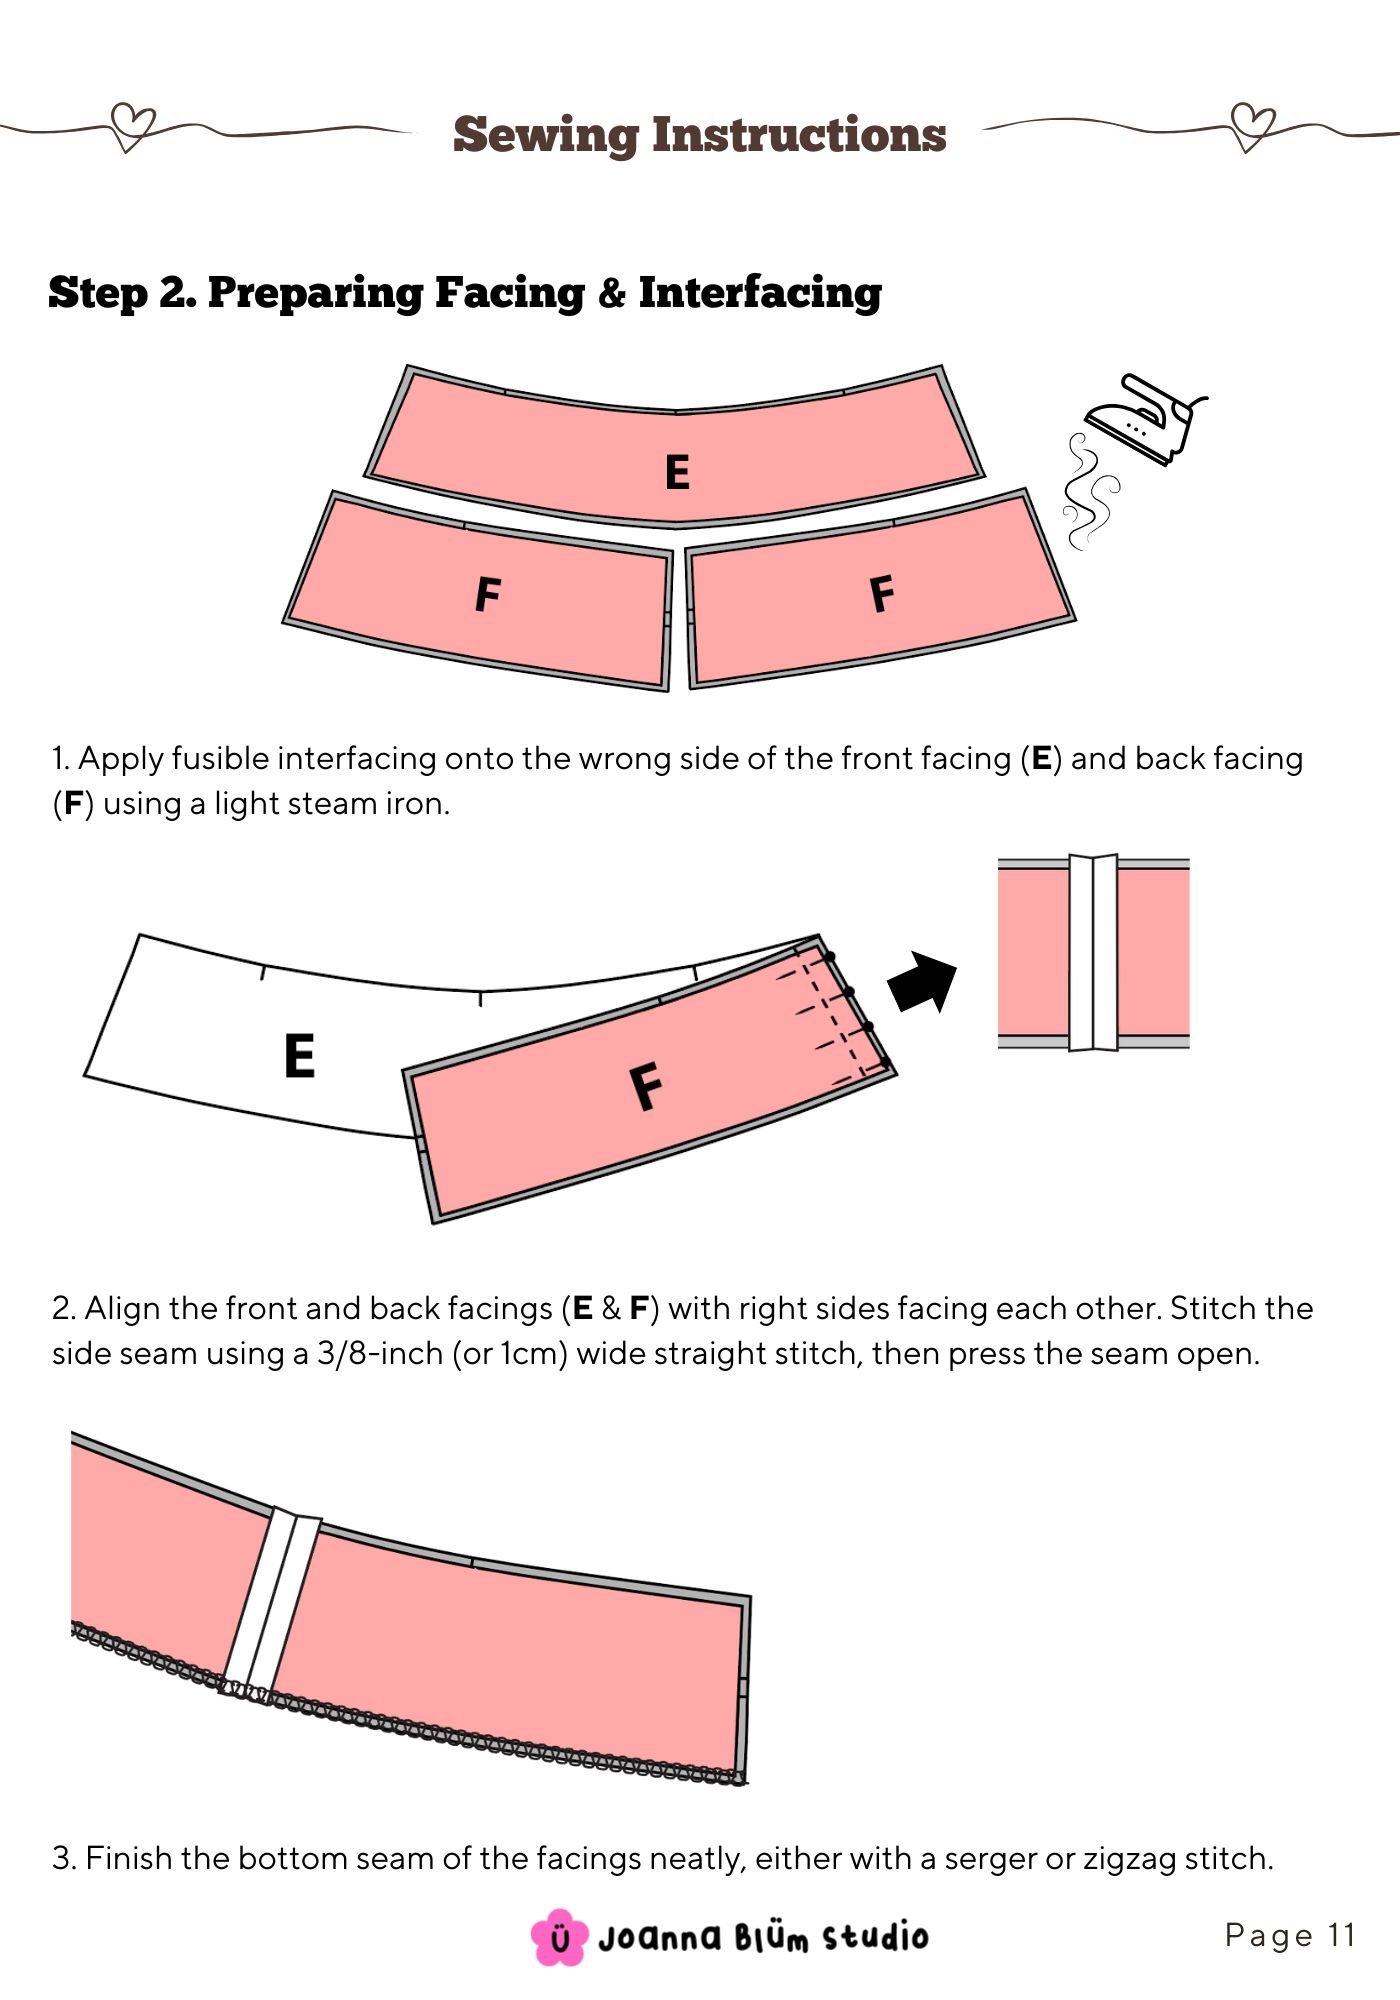 Sewing Instructions
Step 2. Preparing Facing & Interfacing
E
F
F
1. Apply fusible interfacing onto the wrong side of the front facing (E) and back facing
(F) using a light steam iron.
E
F
2. Align the front and back facings (E & F) with right sides facing each other. Stitch the
side seam using a 3/8-inch (or 1cm) wide straight stitch, then press the seam open.
3. Finish the bottom seam of the facings neatly, either with a serger or zigzag stitch.
Ü Joanna Blüm Studio
Page 11